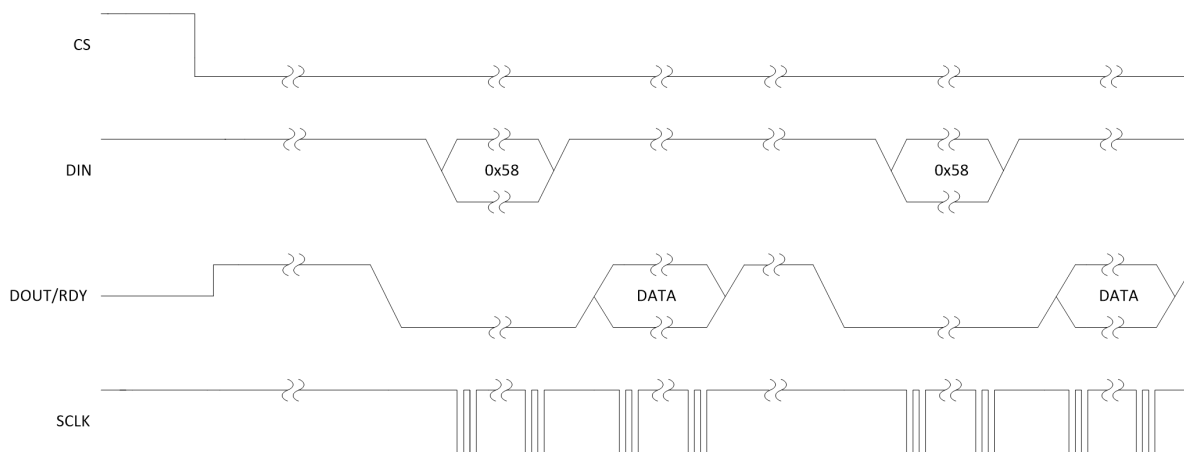 CS
DIN
0x58
0x58
DOUT/RDY
DATA
DATA
SCLK